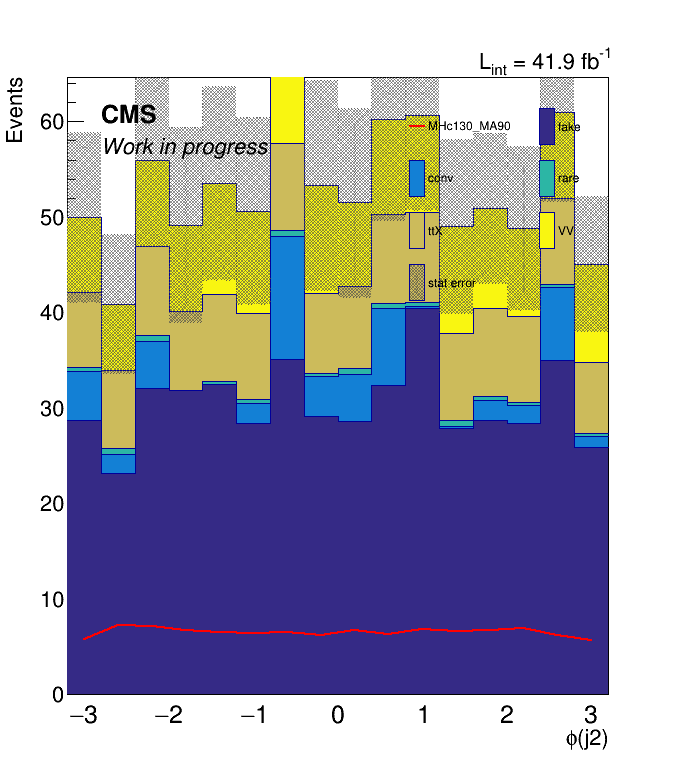 L_int = 41.9 fb^-1
Events
CMS
Work in progress
MHc130_MA90
fake
conv
rare
ttX
VV
stat error
60
50
40
30
20
10
0
−3 −2 −1 0 1 2 3
φ(j2)